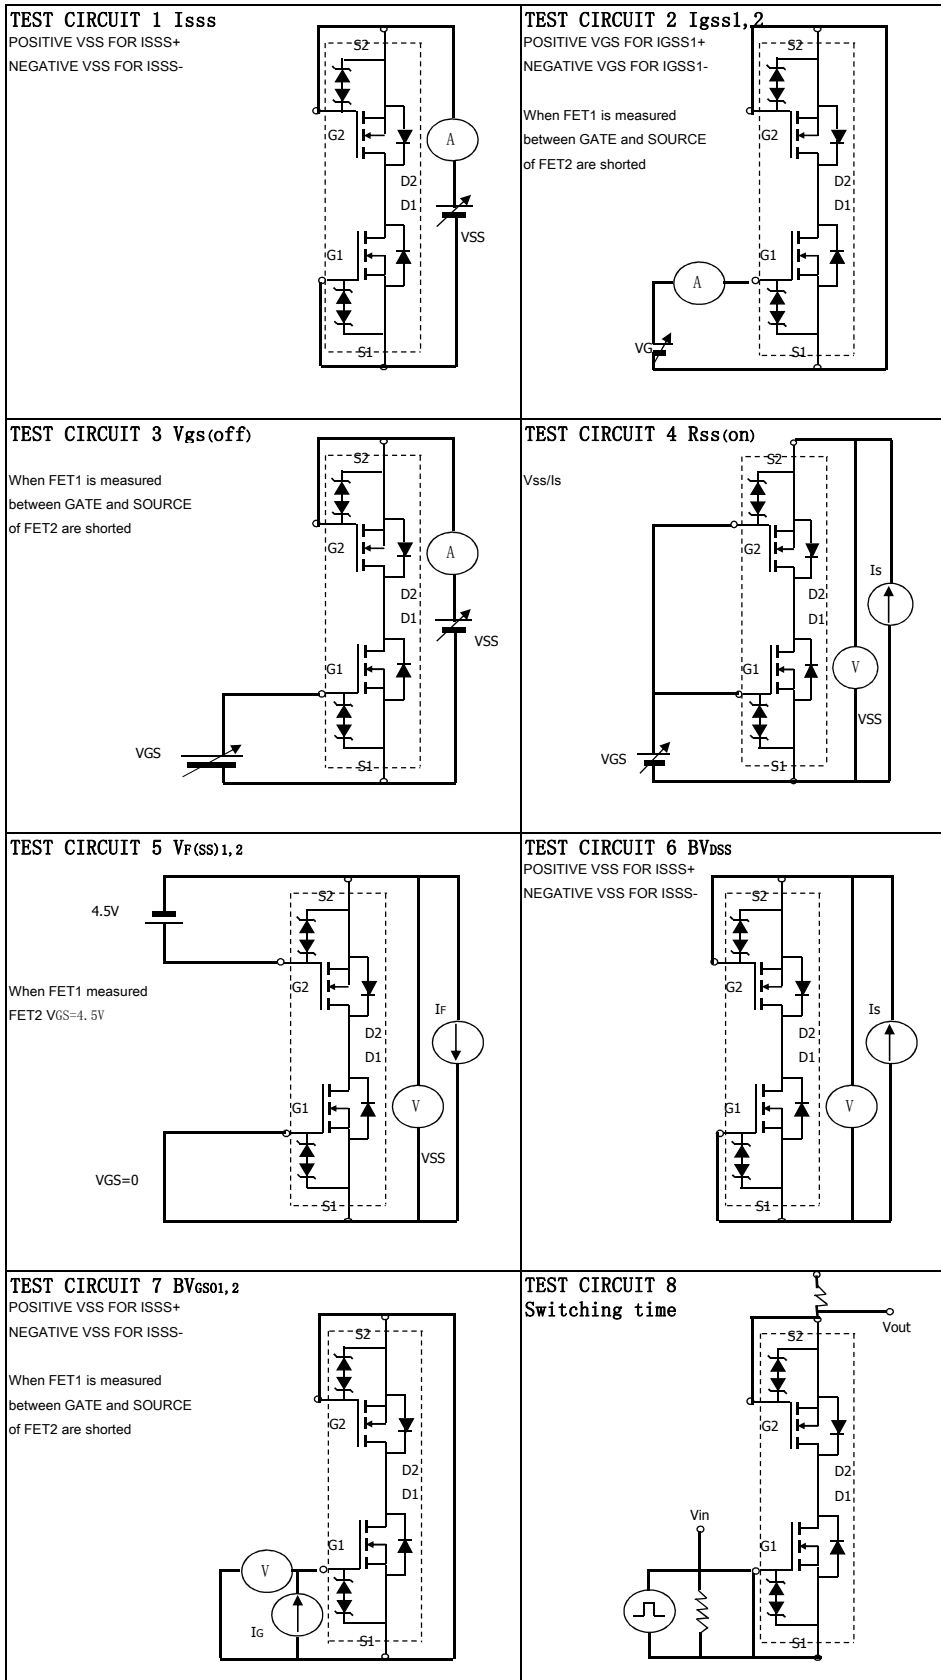 TEST CIRCUIT 1 Isss
POSITIVE VSS FOR ISSS+
NEGATIVE VSS FOR ISSS-
S2
G2
A
D2
D1
VSS
G1
S1
TEST CIRCUIT 2 Igss1,2
POSITIVE VGS FOR IGSS1+
NEGATIVE VGS FOR IGSS1-
When FET1 is measured
between GATE and SOURCE
of FET2 are shorted
S2
G2
D2
D1
G1
A
VG
S1
TEST CIRCUIT 3 Vgs(off)
When FET1 is measured
between GATE and SOURCE
of FET2 are shorted
S2
G2
A
D2
D1
VSS
G1
VGS
S1
TEST CIRCUIT 4 Rss(on)
Vss/Is
S2
G2
Is
D2
D1
G1
V
VSS
VGS
S1
TEST CIRCUIT 5 VF(SS)1,2
4.5V
When FET1 measured
FET2 VGS=4.5V
S2
G2
IF
D2
D1
G1
V
VSS
VGS=0
S1
TEST CIRCUIT 6 BVDSS
POSITIVE VSS FOR ISSS+
NEGATIVE VSS FOR ISSS-
S2
G2
Is
D2
D1
G1
V
S1
TEST CIRCUIT 7 BVGSO1,2
POSITIVE VSS FOR ISSS+
NEGATIVE VSS FOR ISSS-
When FET1 is measured
between GATE and SOURCE
of FET2 are shorted
S2
G2
D2
D1
G1
V
IG
S1
TEST CIRCUIT 8
Switching time
Vout
S2
G2
D2
D1
Vin
G1
S1